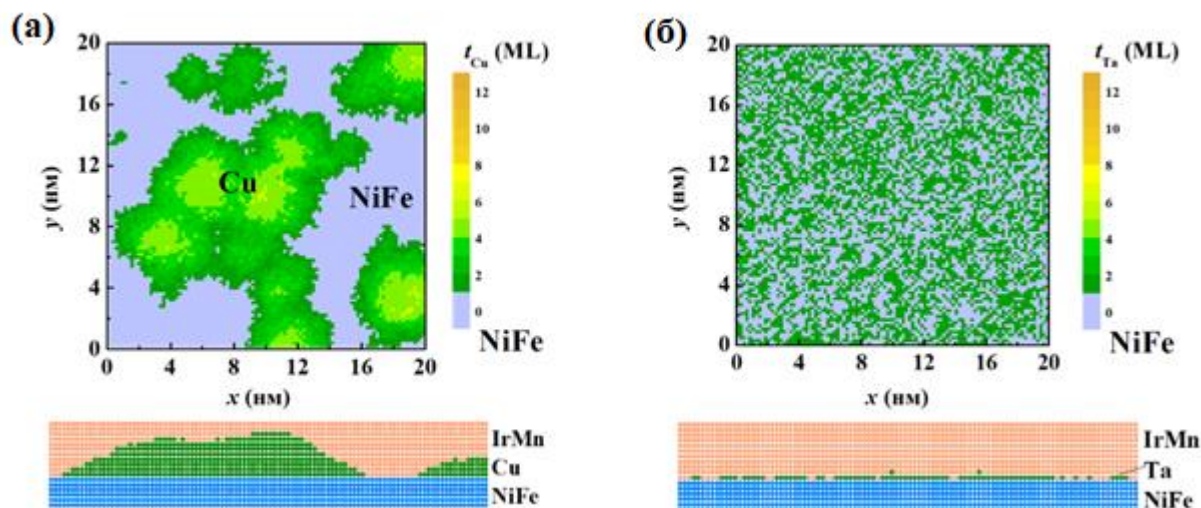 (а)
20
16
12
8
4
0
y (нм)
Cu
NiFe
0 4 8 12 16 20
x (нм)
t_Cu (ML)
12
10
8
6
4
2
0
NiFe
IrMn
Cu
NiFe
(б)
20
16
12
8
4
0
y (нм)
0 4 8 12 16 20
x (нм)
t_Ta (ML)
12
10
8
6
4
2
0
NiFe
IrMn
Ta
NiFe